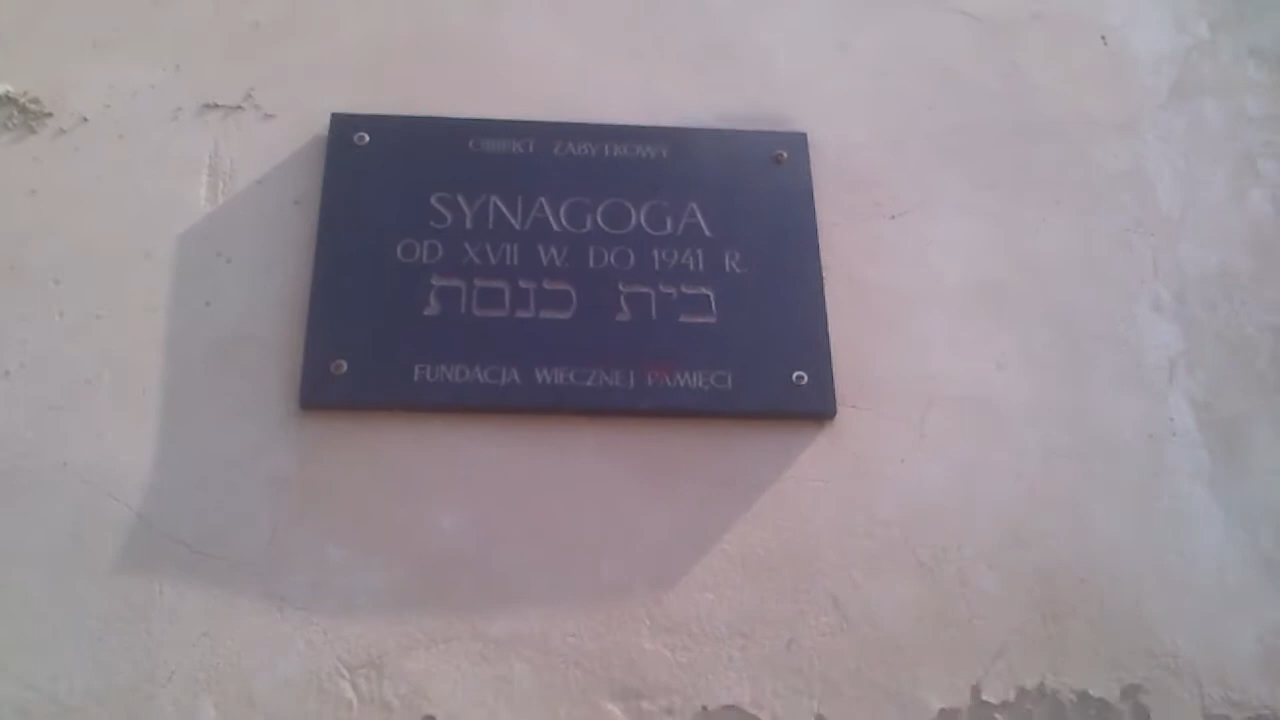 OBIEKT ZABYTKOWY
SYNAGOGA
OD XVII W. DO 1941 R.
בית כנסת
FUNDACJA WIECZNEJ PAMIĘCI